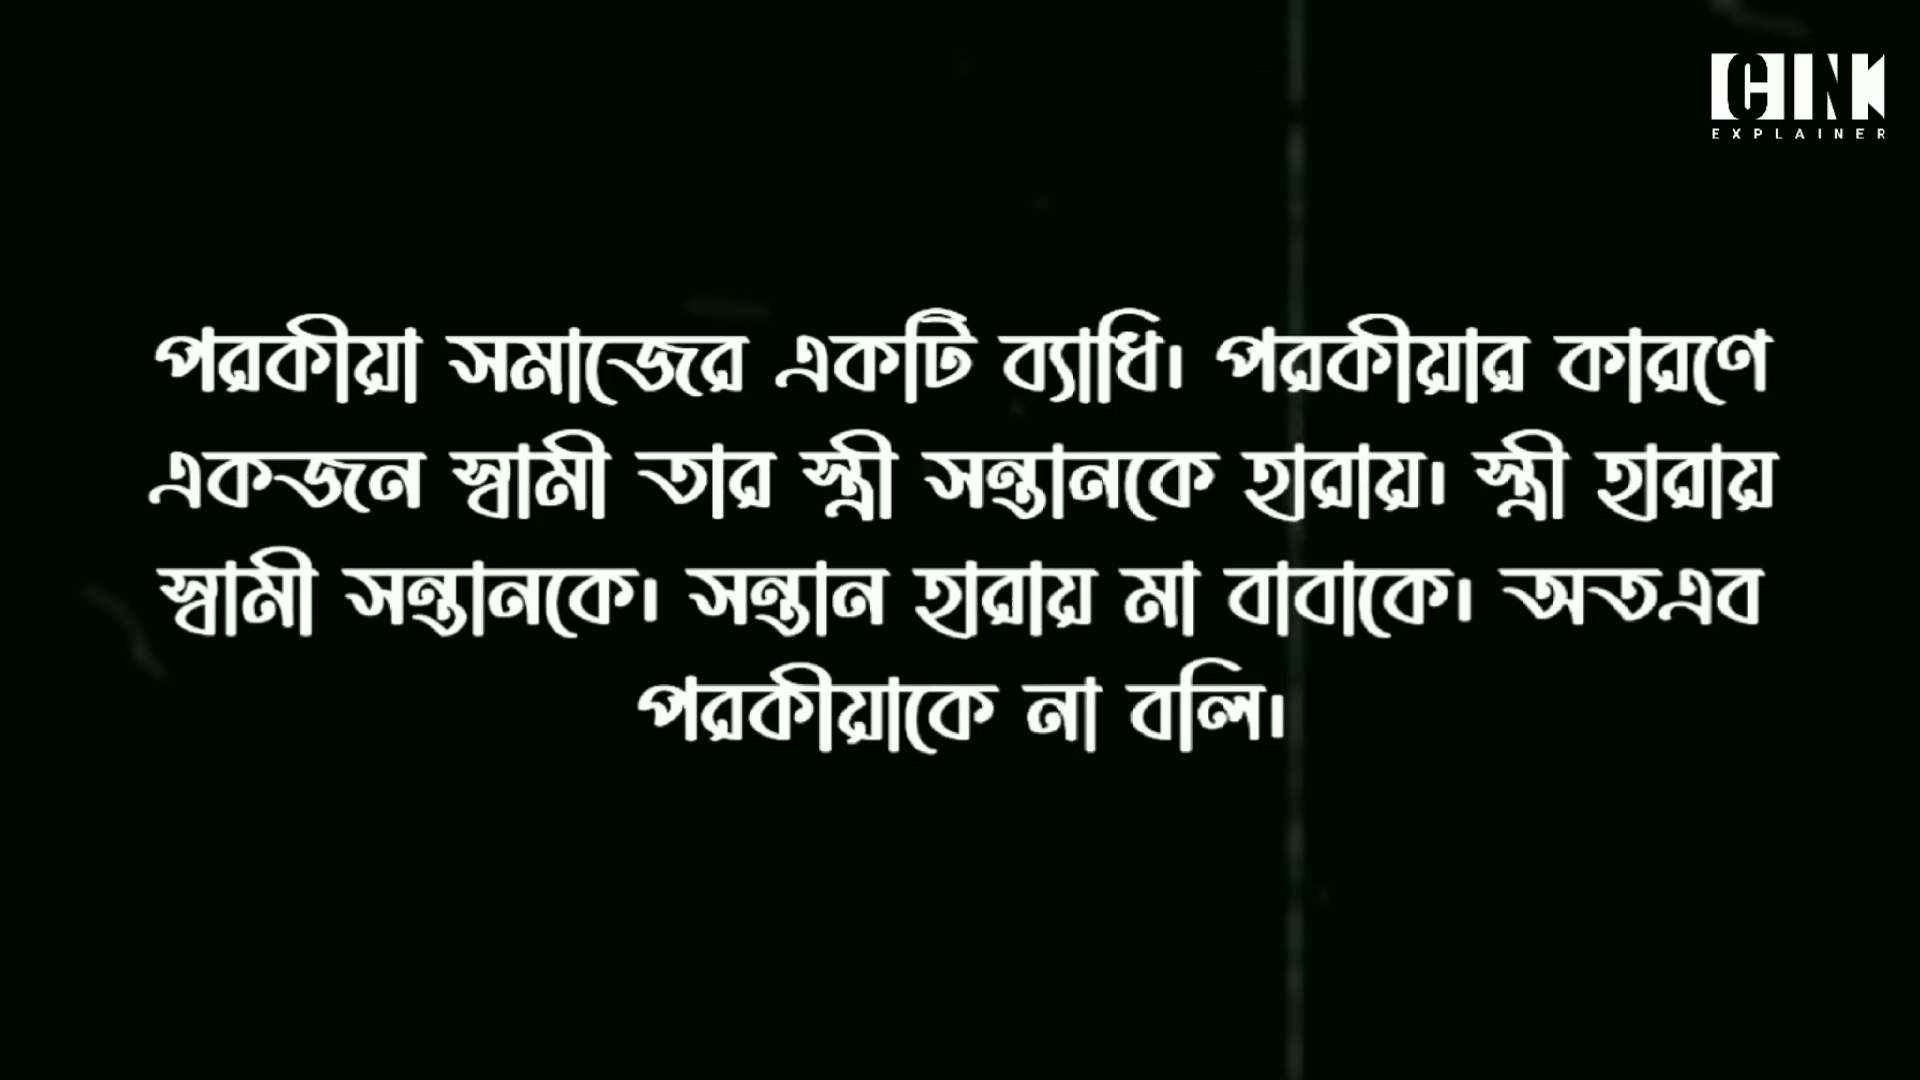 CINE
EXPLAINER
পরকীয়া সমাজের একটি ব্যাধি। পরকীয়ার কারণে
একজন স্বামী তার স্ত্রী সন্তানকে হারায়। স্ত্রী হারায়
স্বামী সন্তানকে। সন্তান হারায় মা বাবাকে। অতএব
পরকীয়াকে না বলি।